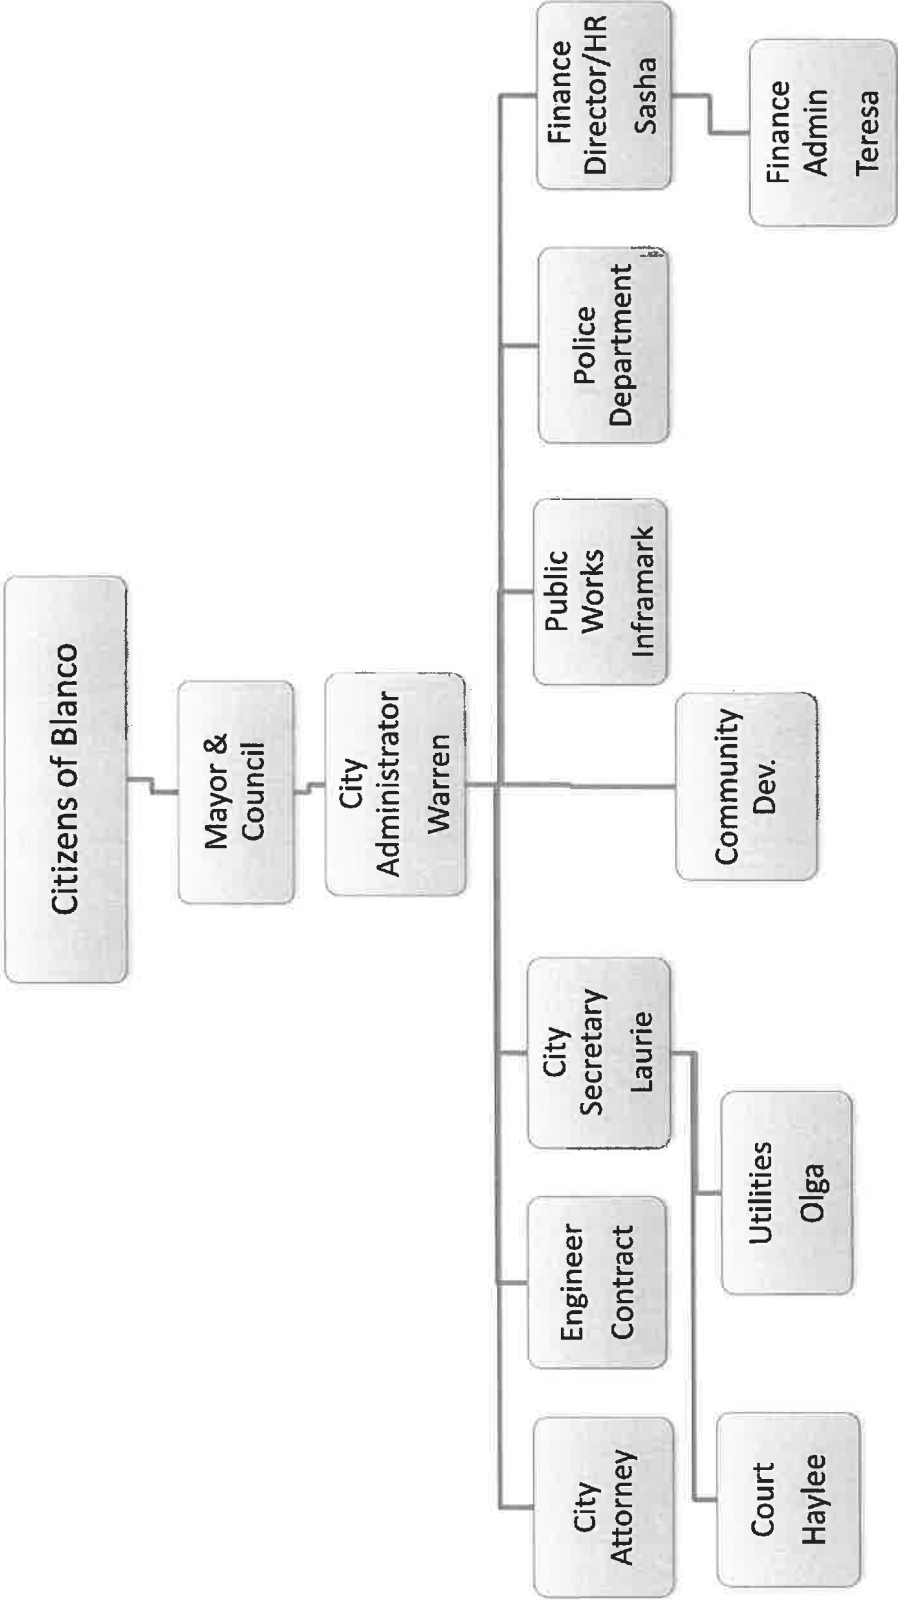 Citizens of Blanco
Mayor &
Council
City
Administrator
Warren
City
Attorney
Engineer
Contract
City
Secretary
Laurie
Community
Dev.
Public
Works
Inframark
Police
Department
Finance
Director/HR
Sasha
Court
Haylee
Utilities
Olga
Finance
Admin
Teresa